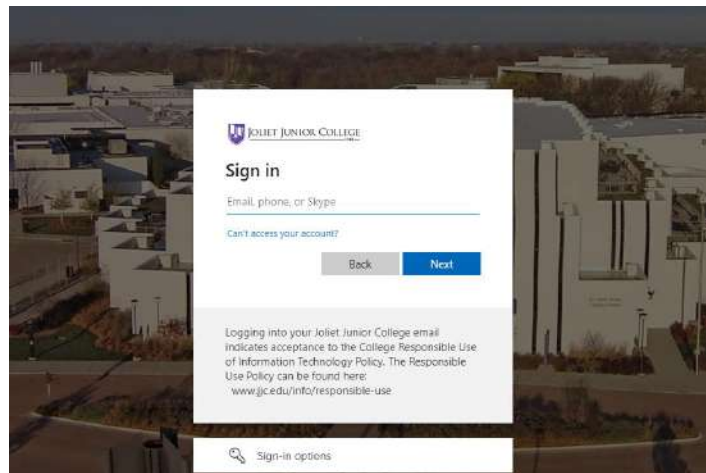 JOLIET JUNIOR COLLEGE
Sign in
Email, phone, or Skype
Can't access your account?
Back
Next
Logging into your Joliet Junior College email
indicates acceptance to the College Responsible Use
of Information Technology Policy. The Responsible
Use Policy can be found here:
www.jjc.edu/info/responsible-use
Sign-in options